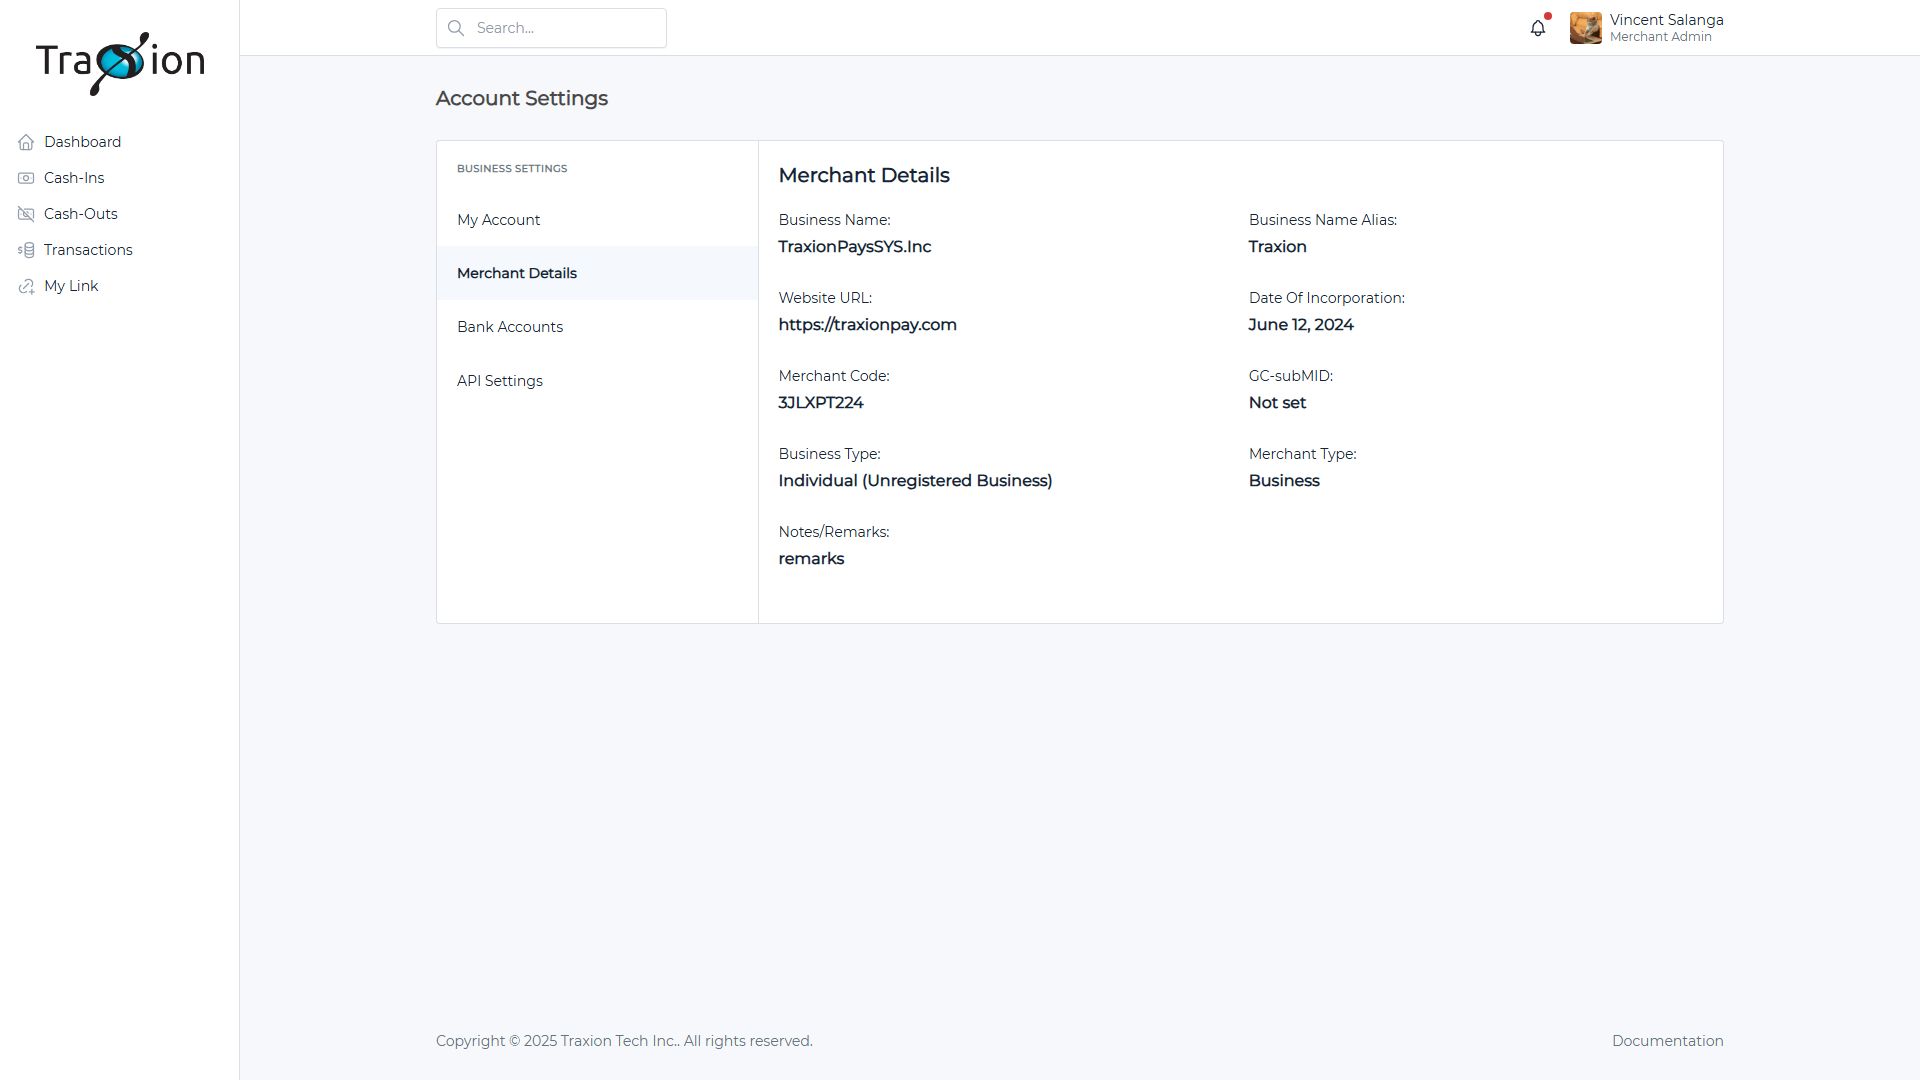 Traxion
Dashboard
Cash-Ins
Cash-Outs
Transactions
My Link
Search...
Vincent Salanga
Merchant Admin
Account Settings
BUSINESS SETTINGS
My Account
Merchant Details
Bank Accounts
API Settings
Merchant Details
Business Name:
TraxionPaysSYS.Inc
Business Name Alias:
Traxion
Website URL:
https://traxionpay.com
Date Of Incorporation:
June 12, 2024
Merchant Code:
3JLXPT224
GC-subMID:
Not set
Business Type:
Individual (Unregistered Business)
Merchant Type:
Business
Notes/Remarks:
remarks
Copyright © 2025 Traxion Tech Inc.. All rights reserved.
Documentation